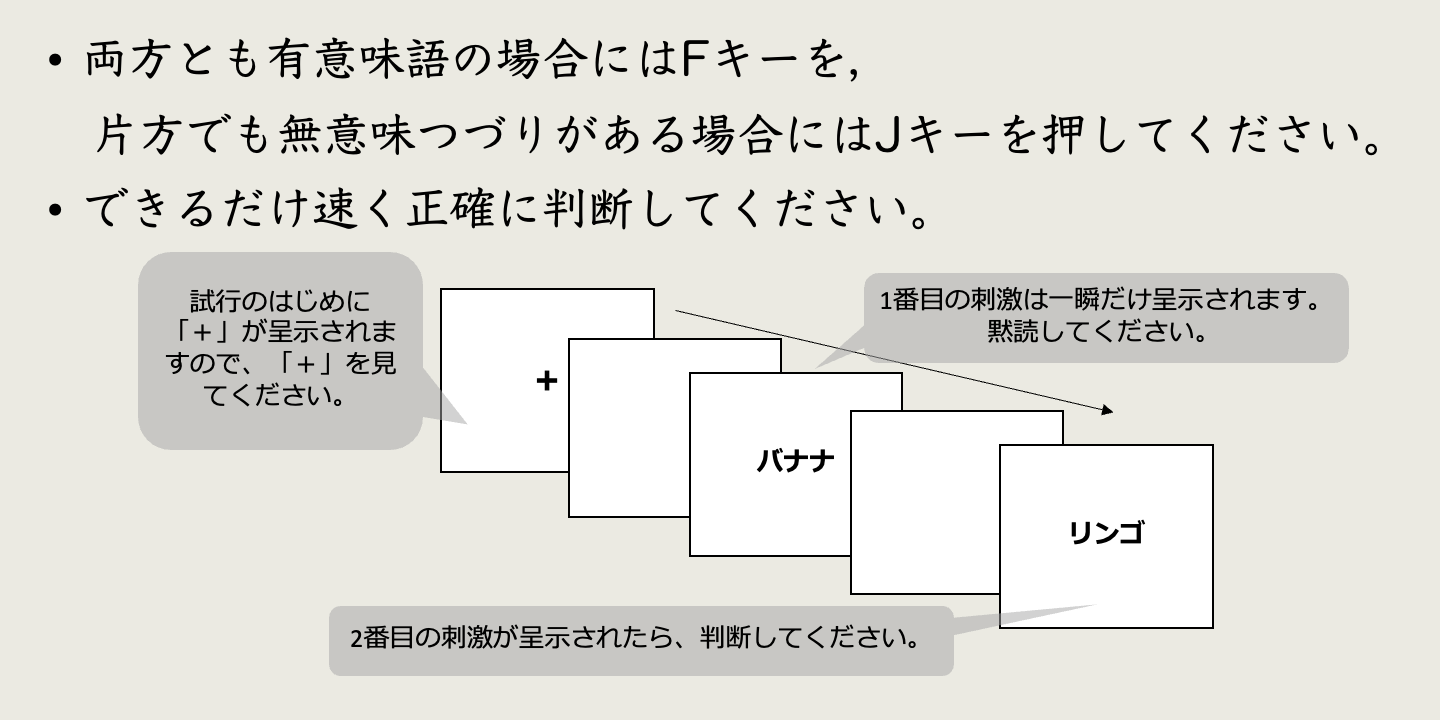 • 両方とも有意味語の場合にはFキーを,
片方でも無意味つづりがある場合にはJキーを押してください。
• できるだけ速く正確に判断してください。
試行のはじめに
「+」が呈示されま
すので、「+」を見
てください。
1番目の刺激は一瞬だけ呈示されます。
黙読してください。
+
バナナ
リンゴ
2番目の刺激が呈示されたら、判断してください。